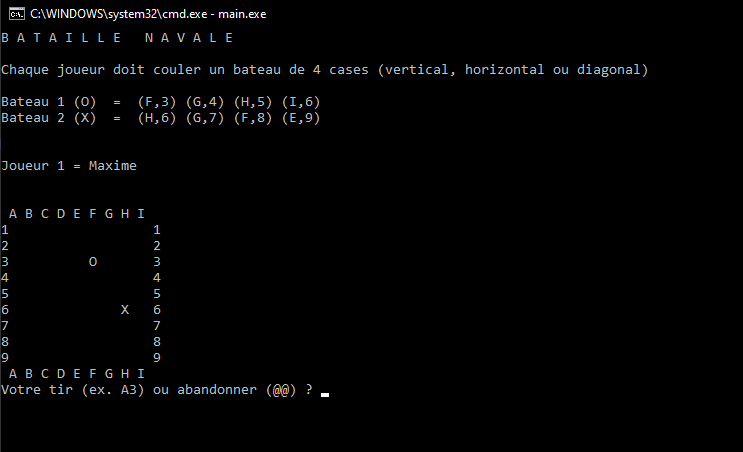 C:\WINDOWS\system32\cmd.exe - main.exe
B A T A I L L E   N A V A L E
Chaque joueur doit couler un bateau de 4 cases (vertical, horizontal ou diagonal)
Bateau 1 (O)  =  (F,3) (G,4) (H,5) (I,6)
Bateau 2 (X)  =  (H,6) (G,7) (F,8) (E,9)
Joueur 1 = Maxime
 A B C D E F G H I
1                  1
2                  2
3          O       3
4                  4
5                  5
6              X   6
7                  7
8                  8
9                  9
 A B C D E F G H I
Votre tir (ex. A3) ou abandonner (@@) ?